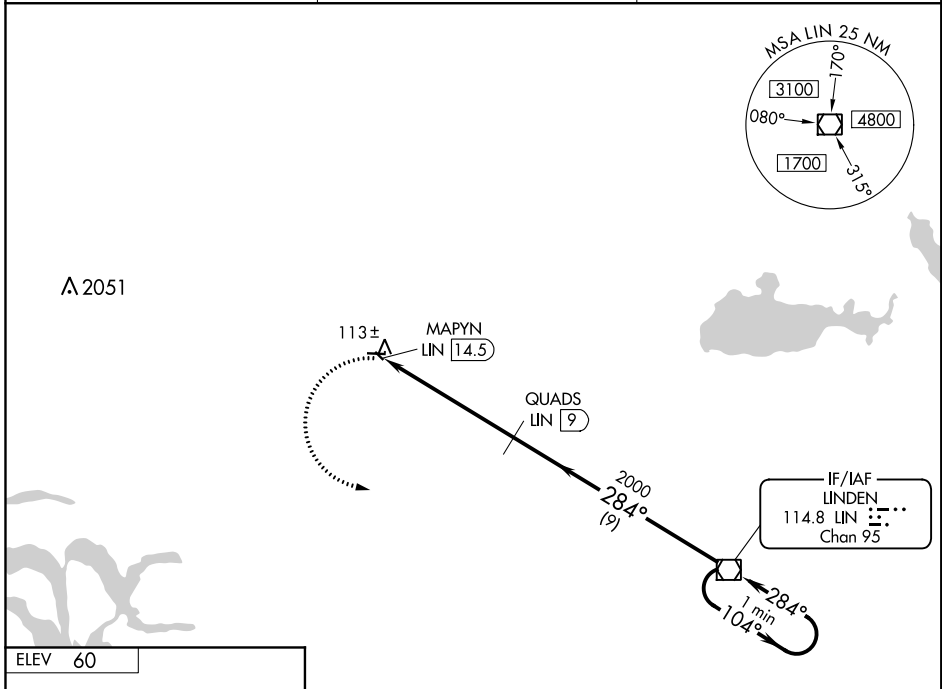 MSA LIN 25 NM
170°
3100
080°
4800
1700
315°
2051
113±
MAPYN
LIN 14.5
QUADS
LIN 9
2000
284°
(9)
IF/IAF
LINDEN
114.8 LIN
Chan 95
284°
1 min
104°
ELEV 60